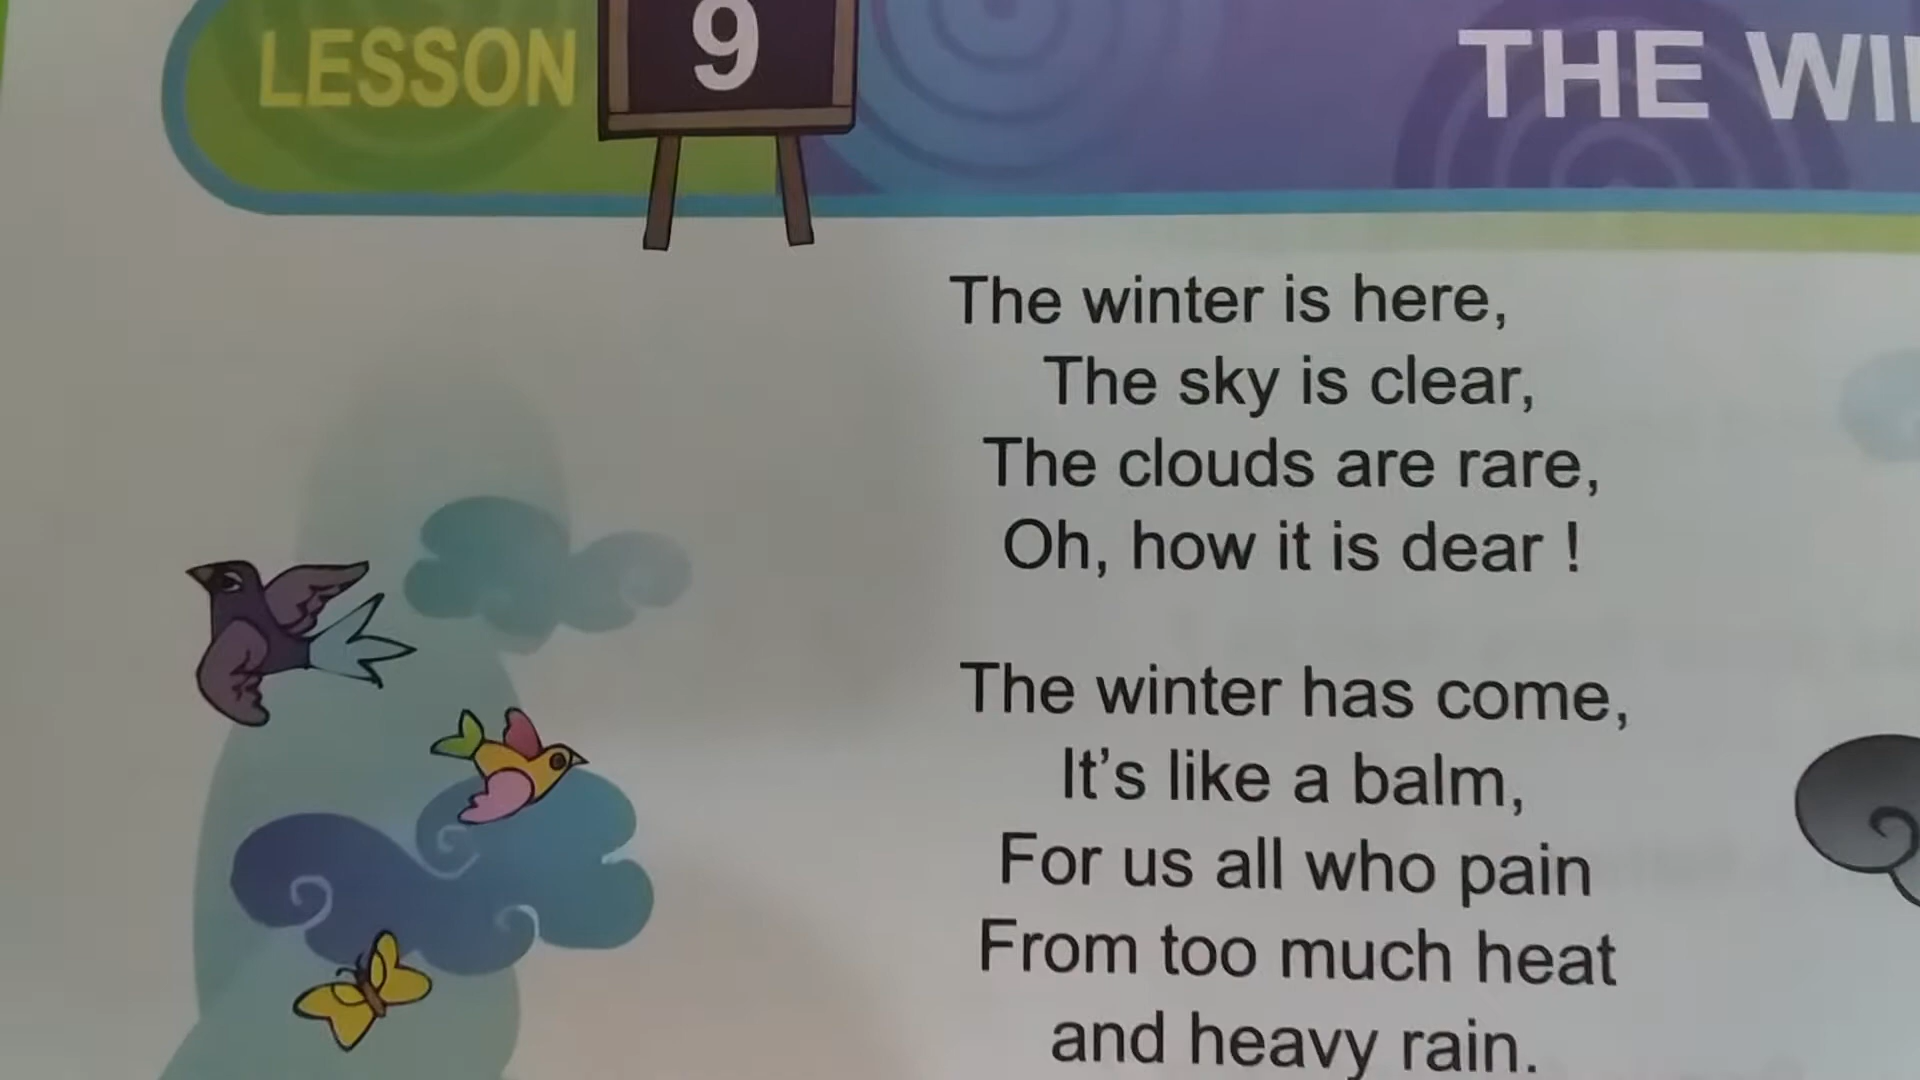 LESSON 9
THE
The winter is here,
The sky is clear,
The clouds are rare,
Oh, how it is dear !
The winter has come,
It's like a balm,
For us all who pain
From too much heat
and heavy rain.